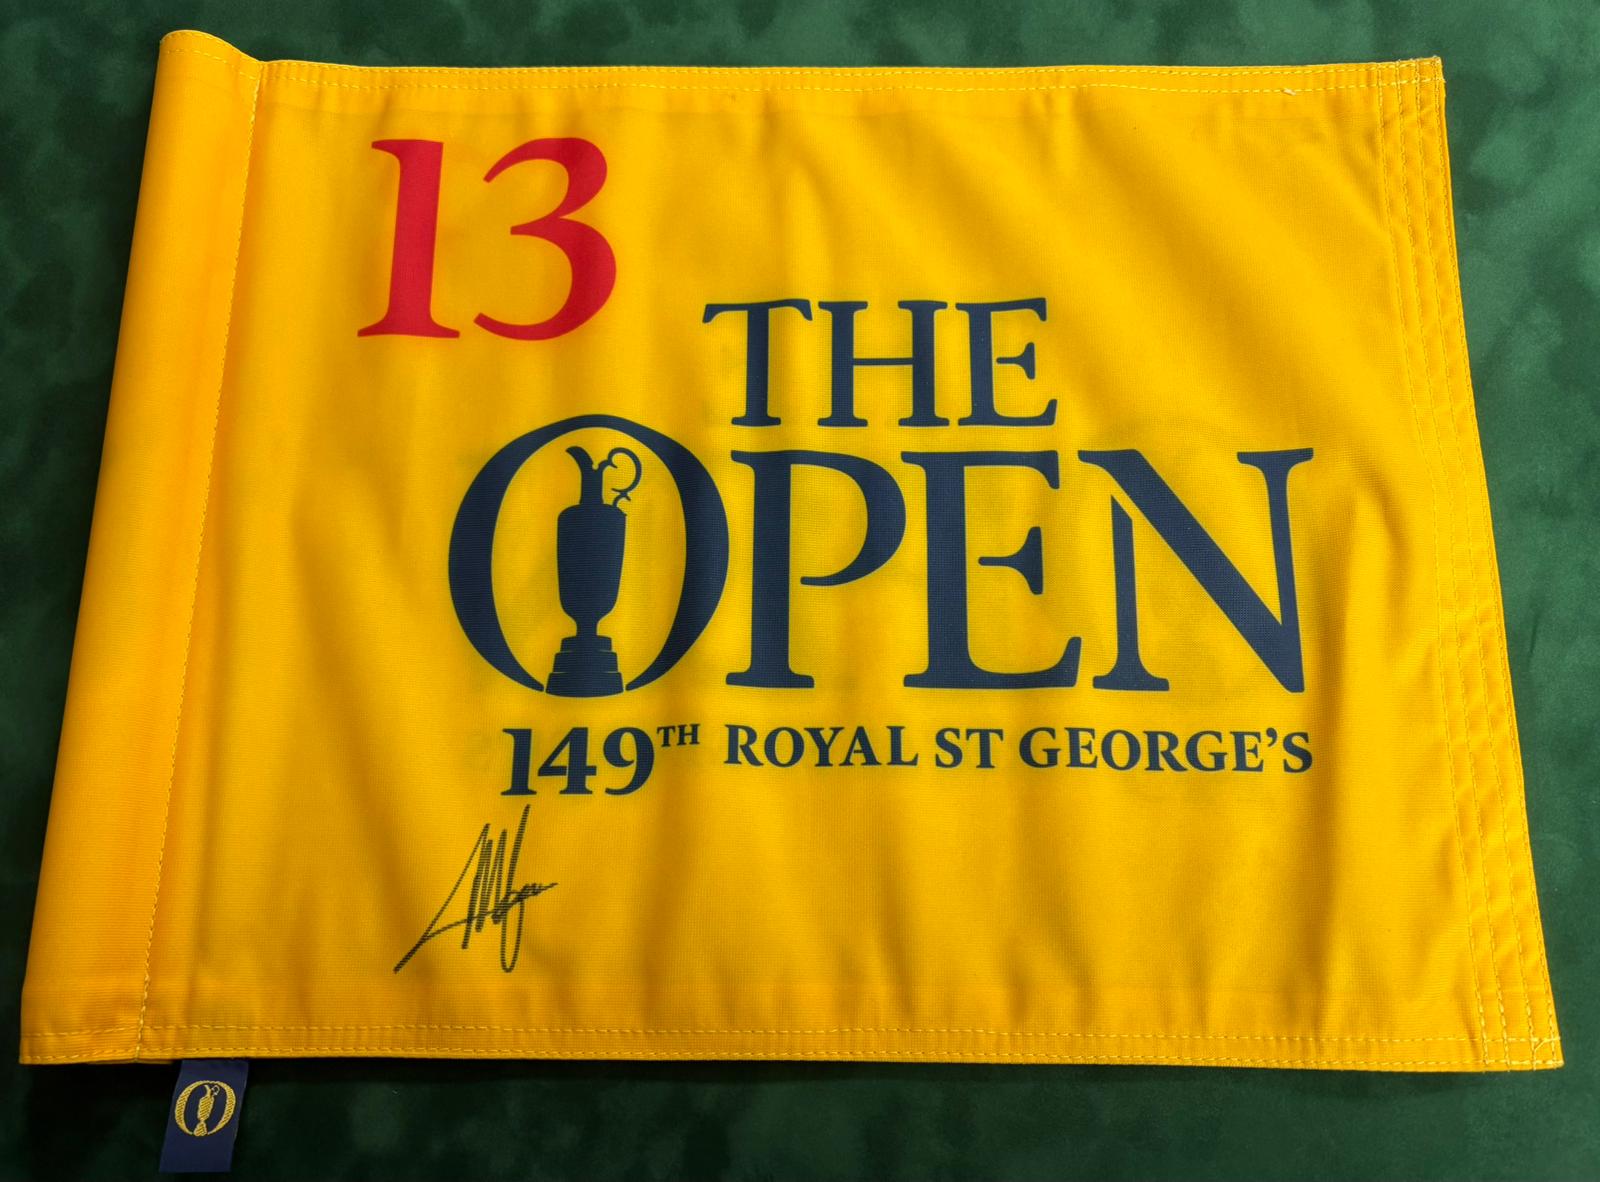 13
THE
OPEN
149TH ROYAL ST GEORGE'S